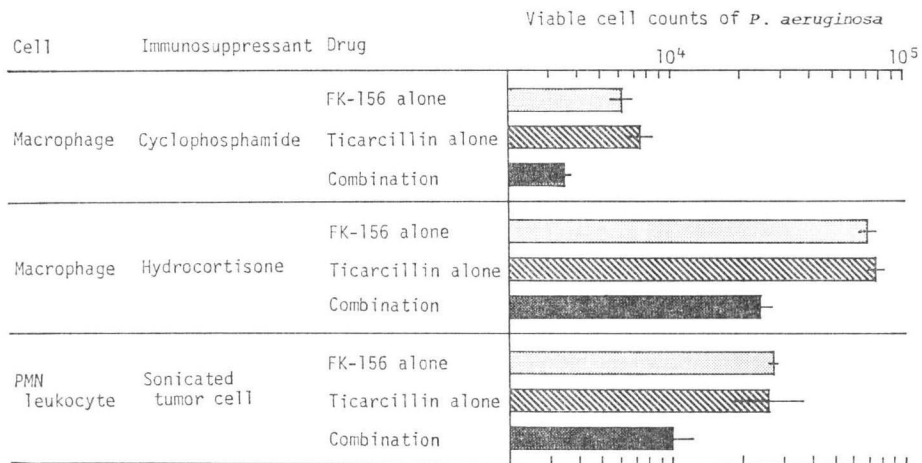 Viable cell counts of P. aeruginosa
Cell Immunosuppressant Drug 10⁴ 10⁵
FK-156 alone
Macrophage Cyclophosphamide Ticarcillin alone
Combination
FK-156 alone
Macrophage Hydrocortisone Ticarcillin alone
Combination
FK-156 alone
PMN Sonicated
leukocyte tumor cell
Ticarcillin alone
Combination